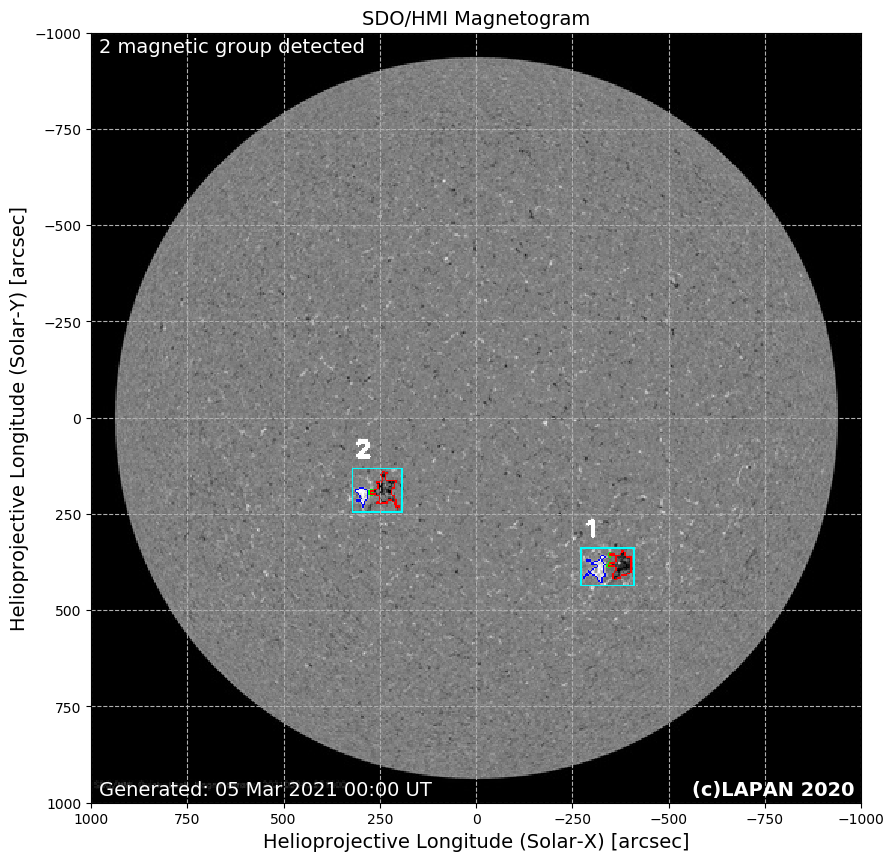 SDO/HMI Magnetogram
2 magnetic group detected
−1000
−750
−500
−250
0
250
500
750
1000
Helioprojective Longitude (Solar-Y) [arcsec]
2
1
Generated: 05 Mar 2021 00:00 UT
(c)LAPAN 2020
1000 750 500 250 0 −250 −500 −750 −1000
Helioprojective Longitude (Solar-X) [arcsec]